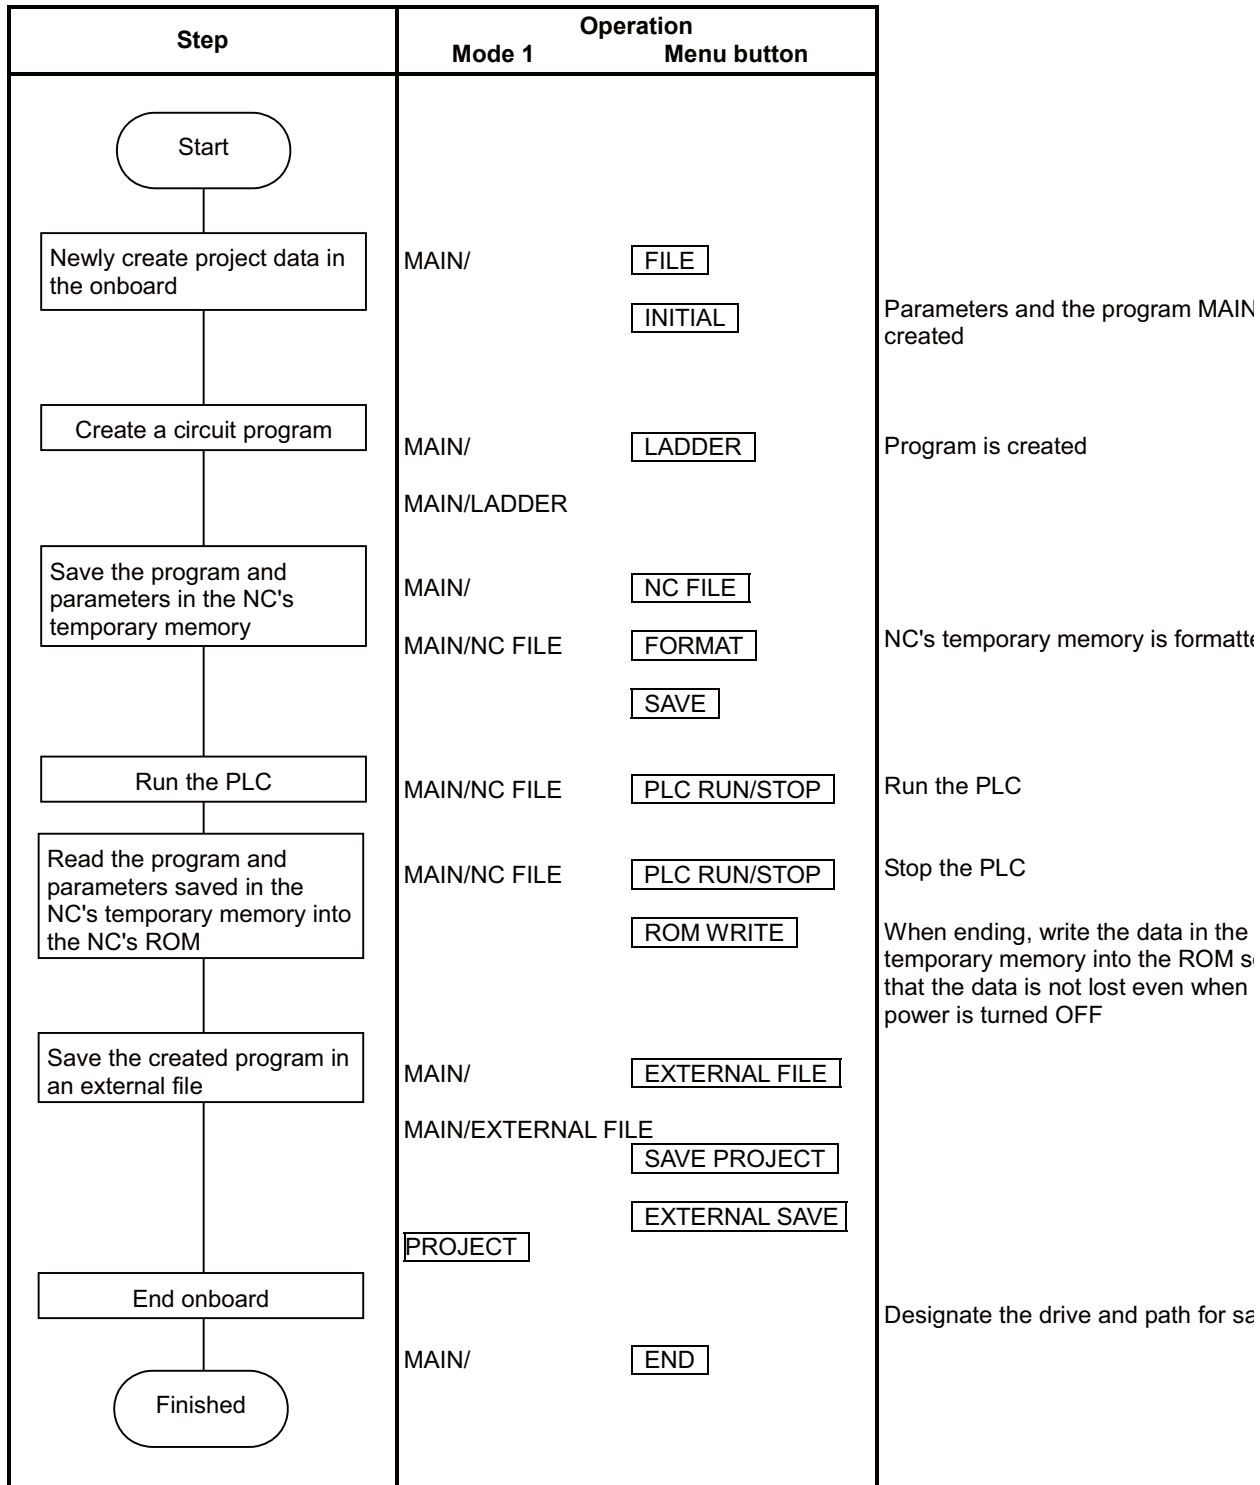 Step
Operation
Mode 1 Menu button
Start
Newly create project data in
the onboard
MAIN/ FILE
INITIAL
Parameters and the program MAIN
created
Create a circuit program
MAIN/ LADDER
Program is created
MAIN/LADDER
Save the program and
parameters in the NC's
temporary memory
MAIN/ NC FILE
MAIN/NC FILE FORMAT
NC's temporary memory is formatte
SAVE
Run the PLC
MAIN/NC FILE PLC RUN/STOP
Run the PLC
Read the program and
parameters saved in the
NC's temporary memory into
the NC's ROM
MAIN/NC FILE PLC RUN/STOP
Stop the PLC
ROM WRITE
When ending, write the data in the
temporary memory into the ROM s
that the data is not lost even when
power is turned OFF
Save the created program in
an external file
MAIN/ EXTERNAL FILE
MAIN/EXTERNAL FILE
SAVE PROJECT
EXTERNAL SAVE
PROJECT
End onboard
Designate the drive and path for sa
MAIN/ END
Finished